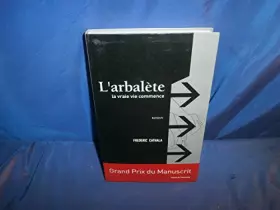 L'arbalète
la vraie vie commence
ROMAN
FREDERIC CATHALA
Grand Prix du Manuscrit